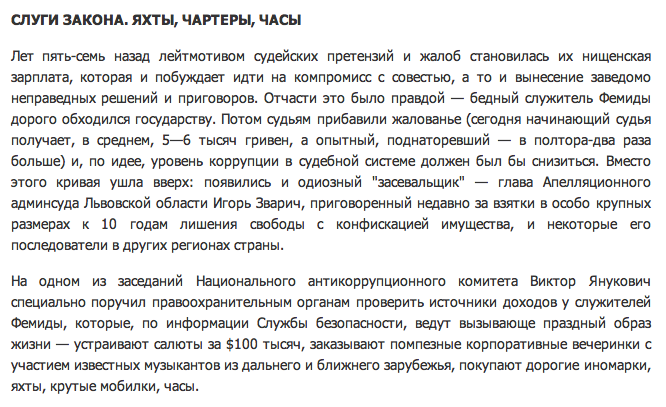 СЛУГИ ЗАКОНА. ЯХТЫ, ЧАРТЕРЫ, ЧАСЫ
Лет пять-семь назад лейтмотивом судейских претензий и жалоб становилась их нищенская
зарплата, которая и побуждает идти на компромисс с совестью, а то и вынесение заведомо
неправедных решений и приговоров. Отчасти это было правдой — бедный служитель Фемиды
дорого обходился государству. Потом судьям прибавили жалованье (сегодня начинающий судья
получает, в среднем, 5—6 тысяч гривен, а опытный, поднаторевший — в полтора-два раза
больше) и, по идее, уровень коррупции в судебной системе должен был бы снизиться. Вместо
этого кривая ушла вверх: появились и одиозный "засевальщик" — глава Апелляционного
админсуда Львовской области Игорь Зварич, приговоренный недавно за взятки в особо крупных
размерах к 10 годам лишения свободы с конфискацией имущества, и некоторые его
последователи в других регионах страны.
На одном из заседаний Национального антикоррупционного комитета Виктор Янукович
специально поручил правоохранительным органам проверить источники доходов у служителей
Фемиды, которые, по информации Службы безопасности, ведут вызывающе праздный образ
жизни — устраивают салюты за $100 тысяч, заказывают помпезные корпоративные вечеринки с
участием известных музыкантов из дальнего и ближнего зарубежья, покупают дорогие иномарки,
яхты, крутые мобилки, часы.